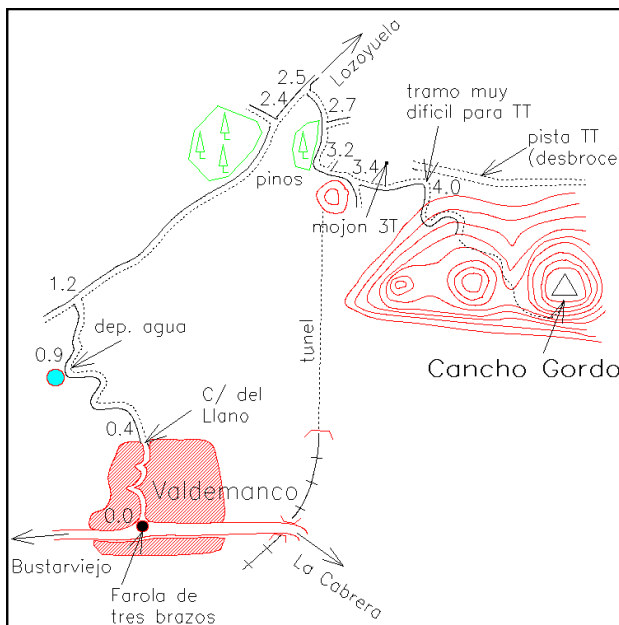 Lozoyuela
2.5
2.4
2.7
tramo muy
dificil para TT
pista TT
(desbroce
3.2
3.4
4.0
pinos
mojon 3T
1.2
dep. agua
tunel
0.9
Cancho Gordo
C/ del
Llano
0.4
Valdemanco
0.0
Bustarviejo
La Cabrera
Farola de
tres brazos